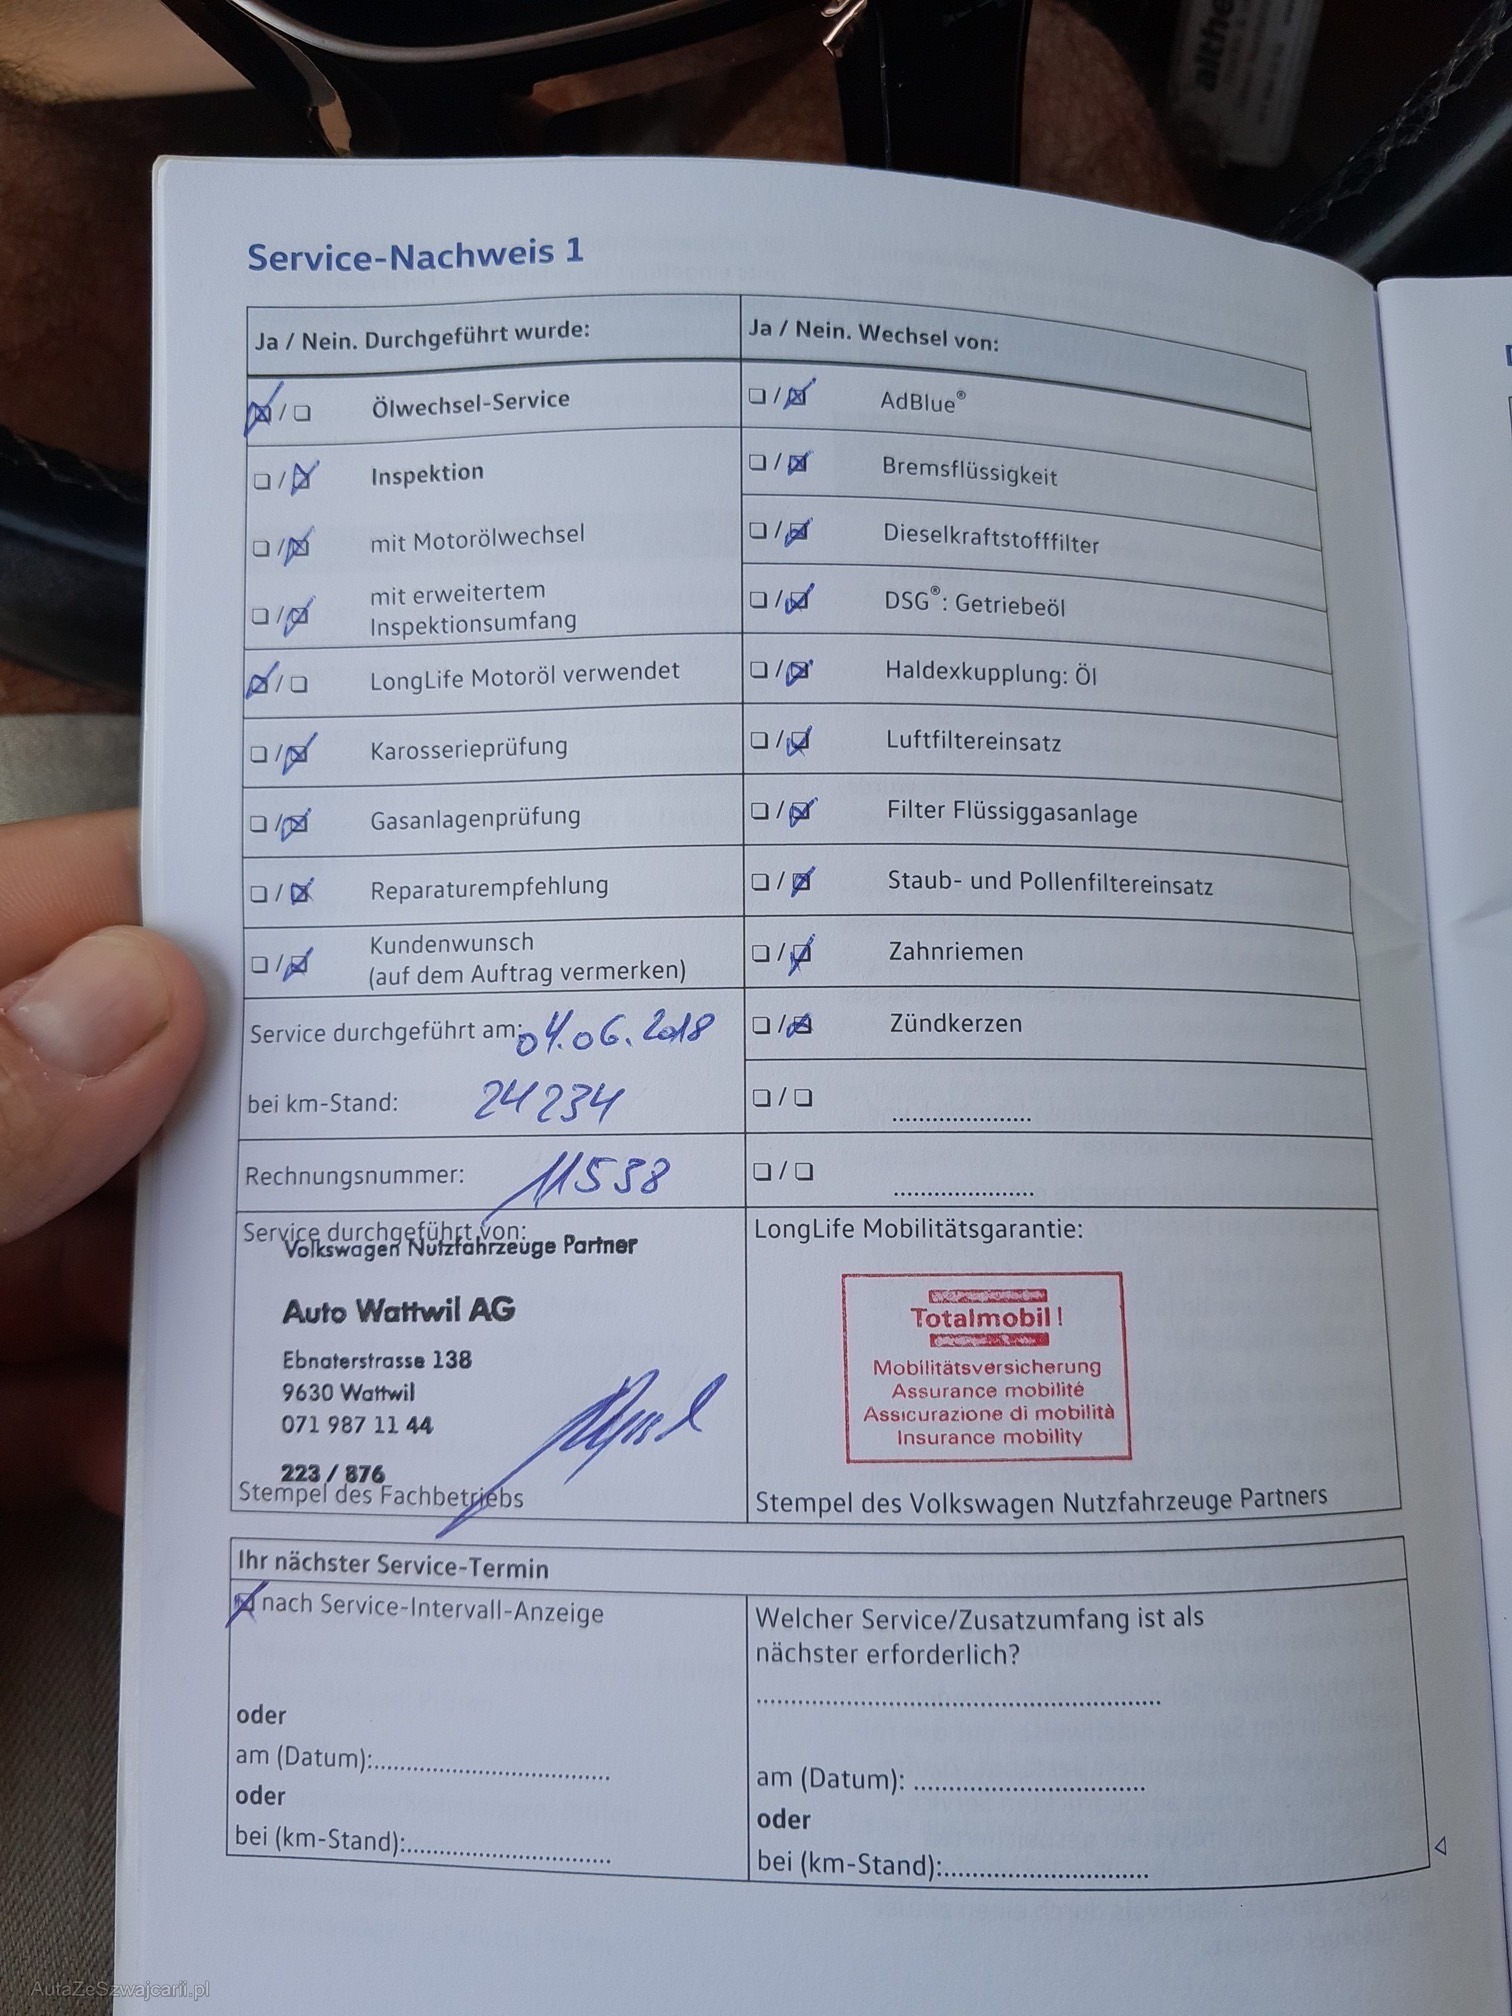 althe
Service-Nachweis 1
Ja / Nein. Durchgeführt wurde:
Ja / Nein. Wechsel von:
☒ / ☐ Ölwechsel-Service
☐ / ☒ AdBlue®
☐ / ☒ Inspektion
☐ / ☒ Bremsflüssigkeit
☐ / ☒ mit Motorölwechsel
☐ / ☒ Dieselkraftstofffilter
☐ / ☒ mit erweitertem
Inspektionsumfang
☐ / ☒ DSG®: Getriebeöl
☒ / ☐ LongLife Motoröl verwendet
☐ / ☒ Haldexkupplung: Öl
☐ / ☒ Karosserieprüfung
☐ / ☒ Luftfiltereinsatz
☐ / ☒ Gasanlagenprüfung
☐ / ☒ Filter Flüssiggasanlage
☐ / ☒ Reparaturempfehlung
☐ / ☒ Staub- und Pollenfiltereinsatz
☐ / ☒ Kundenwunsch
(auf dem Auftrag vermerken)
☐ / ☒ Zahnriemen
Service durchgeführt am: 04.06.2018
☐ / ☒ Zündkerzen
bei km-Stand: 24234
☐ / ☐ ....................
Rechnungsnummer: 11538
☐ / ☐ ....................
Service durchgeführt von:
Volkswagen Nutzfahrzeuge Partner
Auto Wattwil AG
Ebnaterstrasse 138
9630 Wattwil
071 987 11 44
223 / 876
Stempel des Fachbetriebs
LongLife Mobilitätsgarantie:
Totalmobil!
Mobilitätsversicherung
Assurance mobilité
Assicurazione di mobilità
Insurance mobility
Stempel des Volkswagen Nutzfahrzeuge Partners
Ihr nächster Service-Termin
☒ nach Service-Intervall-Anzeige
oder
am (Datum):..................................
oder
bei (km-Stand):..............................
Welcher Service/Zusatzumfang ist als
nächster erforderlich?
..........................................................
am (Datum): .................................
oder
bei (km-Stand):..............................
AutaZeSzwajcarii.pl